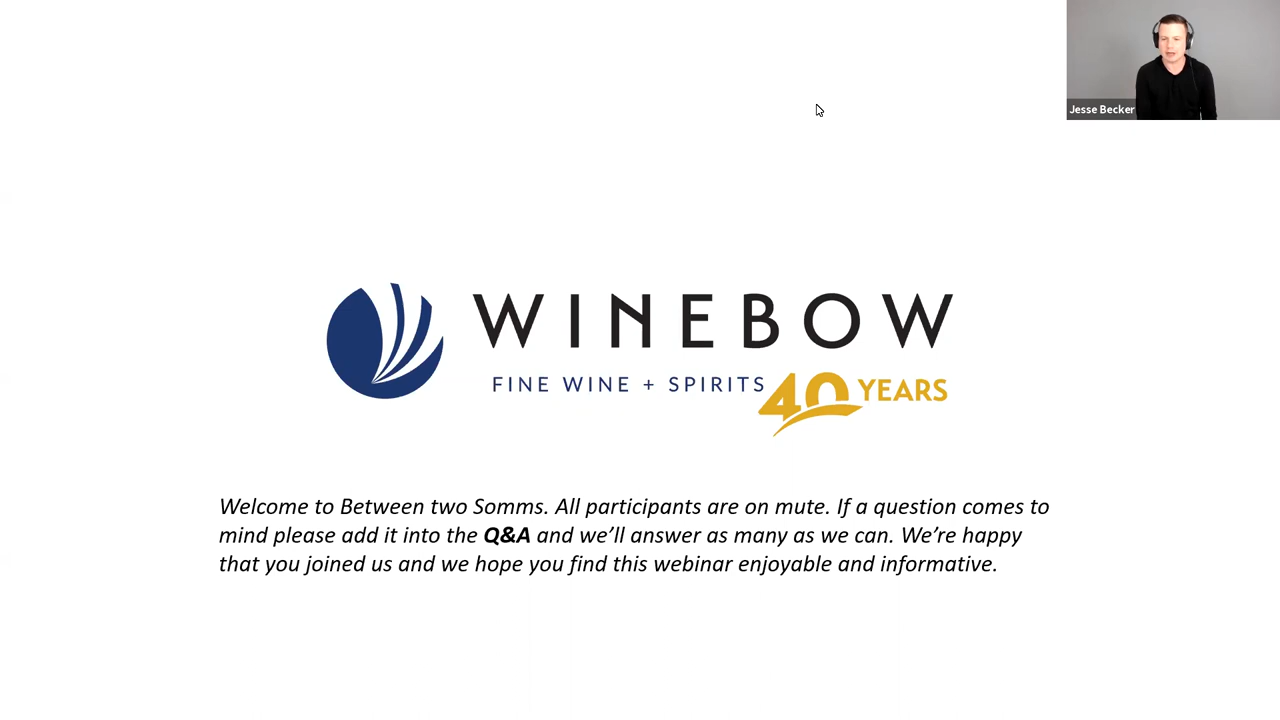 Jesse Becker
WINEBOW
FINE WINE + SPIRITS 40 YEARS
Welcome to Between two Somms. All participants are on mute. If a question comes to
mind please add it into the Q&A and we’ll answer as many as we can. We’re happy
that you joined us and we hope you find this webinar enjoyable and informative.